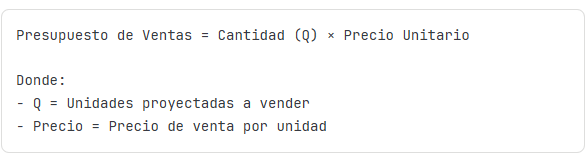 Presupuesto de Ventas = Cantidad (Q) × Precio Unitario
Donde:
- Q = Unidades proyectadas a vender
- Precio = Precio de venta por unidad